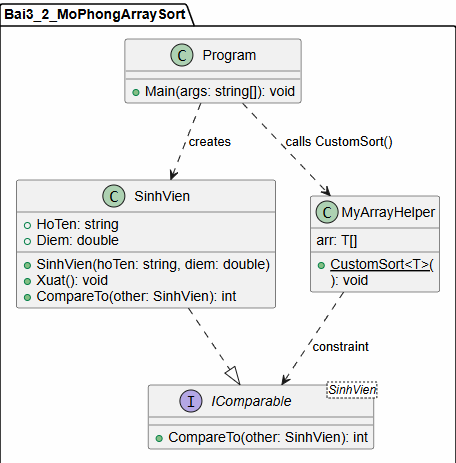 Bai3_2_MoPhongArraySort
C Program
Main(args: string[]): void
creates
calls CustomSort()
C SinhVien
HoTen: string
Diem: double
SinhVien(hoTen: string, diem: double)
Xuat(): void
CompareTo(other: SinhVien): int
C MyArrayHelper
arr: T[]
CustomSort<T>(
): void
constraint
SinhVien
I IComparable
CompareTo(other: SinhVien): int